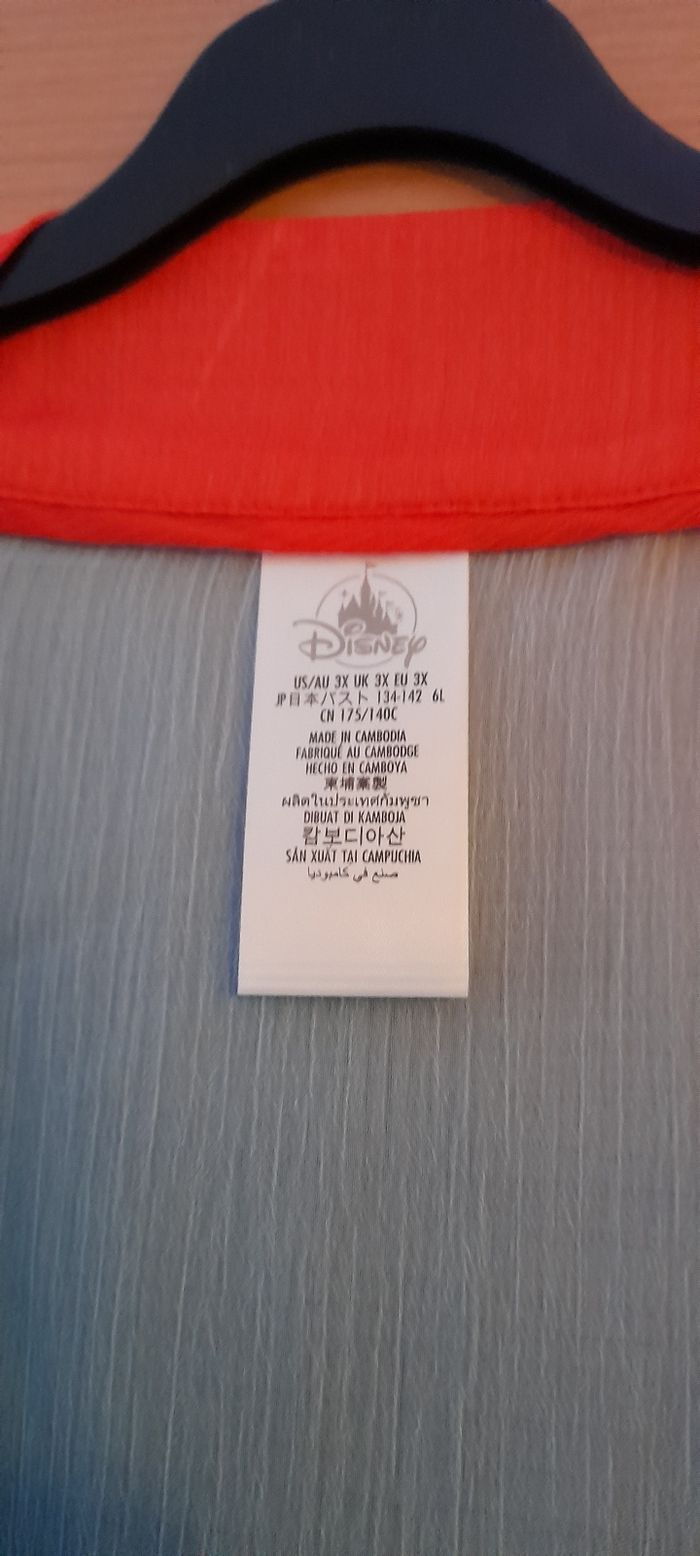 Disney
US/AU 3X UK 3X EU 3X
JP日本バスト 134-142 6L
CN 175/140C
MADE IN CAMBODIA
FABRIQUÉ AU CAMBODGE
HECHO EN CAMBOYA
柬埔寨製
ผลิตในประเทศกัมพูชา
DIBUAT DI KAMBOJA
캄보디아산
SẢN XUẤT TẠI CAMPUCHIA
صنع في كامبوديا